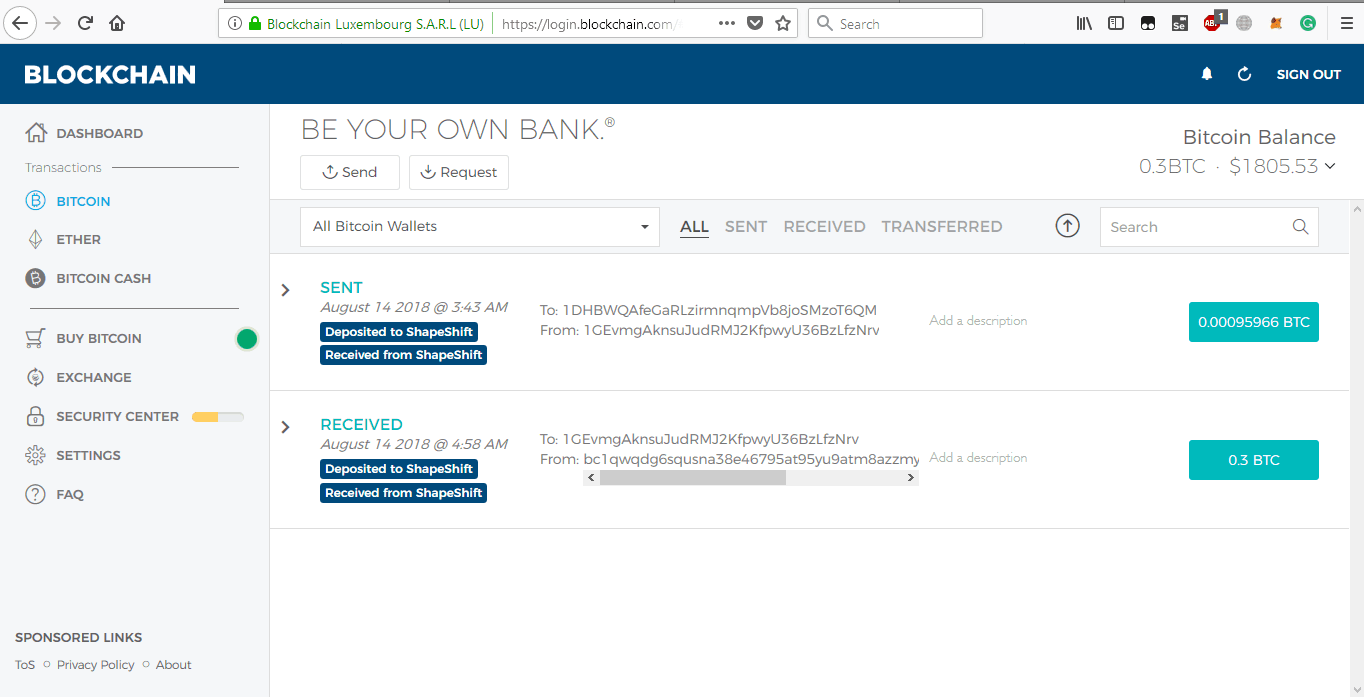 Blockchain Luxembourg S.A.R.L (LU) https://login.blockchain.com/ Search
Se ABP 1 G
BLOCKCHAIN
SIGN OUT
DASHBOARD
Transactions
BITCOIN
ETHER
BITCOIN CASH
BUY BITCOIN
EXCHANGE
SECURITY CENTER
SETTINGS
FAQ
SPONSORED LINKS
ToS Privacy Policy About
BE YOUR OWN BANK.®
Send Request
Bitcoin Balance
0.3BTC · $1805.53
All Bitcoin Wallets ALL SENT RECEIVED TRANSFERRED Search
SENT
August 14 2018 @ 3:43 AM
Deposited to ShapeShift
Received from ShapeShift
To: 1DHBWQAfeGaRLzirmnqmpVb8joSMzoT6QM
From: 1GEvmgAknsuJudRMJ2KfpwyU36BzLfzNrv
Add a description
0.00095966 BTC
RECEIVED
August 14 2018 @ 4:58 AM
Deposited to ShapeShift
Received from ShapeShift
To: 1GEvmgAknsuJudRMJ2KfpwyU36BzLfzNrv
From: bc1qwqdg6squsna38e46795at95yu9atm8azzmy
Add a description
0.3 BTC